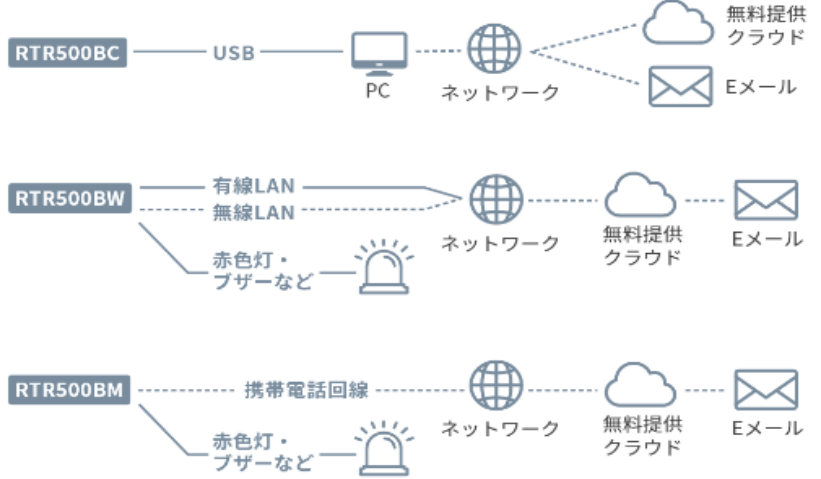 RTR500BC
USB
PC
ネットワーク
無料提供
クラウド
Eメール
RTR500BW
有線LAN
無線LAN
赤色灯・
ブザーなど
ネットワーク
無料提供
クラウド
Eメール
RTR500BM
携帯電話回線
赤色灯・
ブザーなど
ネットワーク
無料提供
クラウド
Eメール